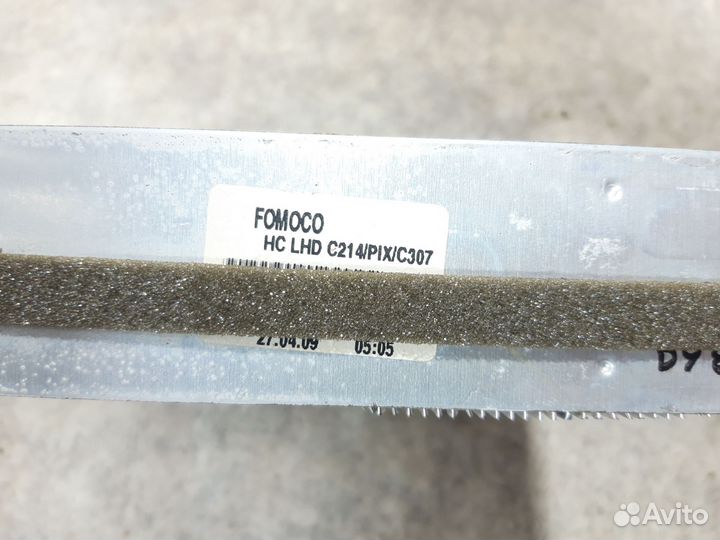 FOMOCO
HC LHD C214/PIX/C307
27.04.09 05:05
Avito